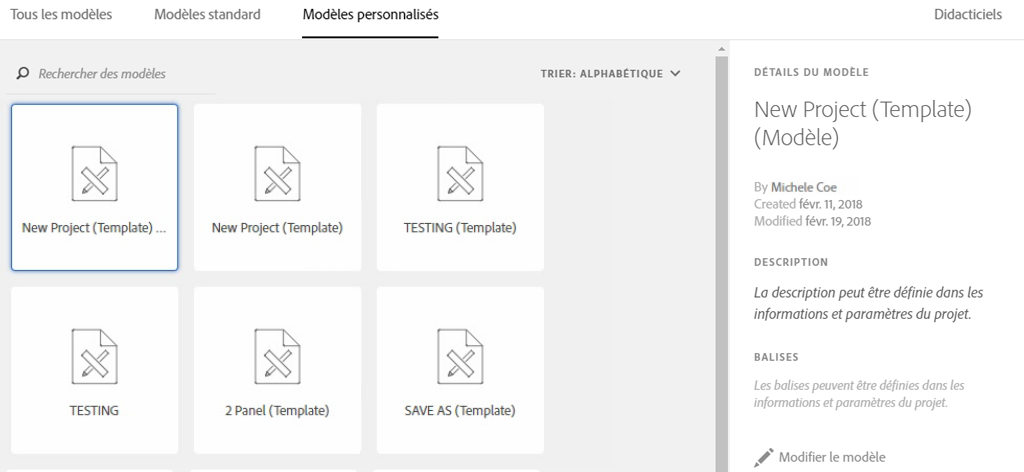 Tous les modèles
Modèles standard
Modèles personnalisés
Didacticiels
Rechercher des modèles
TRIER: ALPHABÉTIQUE
New Project (Template) ...
New Project (Template)
TESTING (Template)
TESTING
2 Panel (Template)
SAVE AS (Template)
DÉTAILS DU MODÈLE
New Project (Template)
(Modèle)
By Michele Coe
Created févr. 11, 2018
Modified févr. 19, 2018
DESCRIPTION
La description peut être définie dans les
informations et paramètres du projet.
BALISES
Les balises peuvent être définies dans les
informations et paramètres du projet.
Modifier le modèle